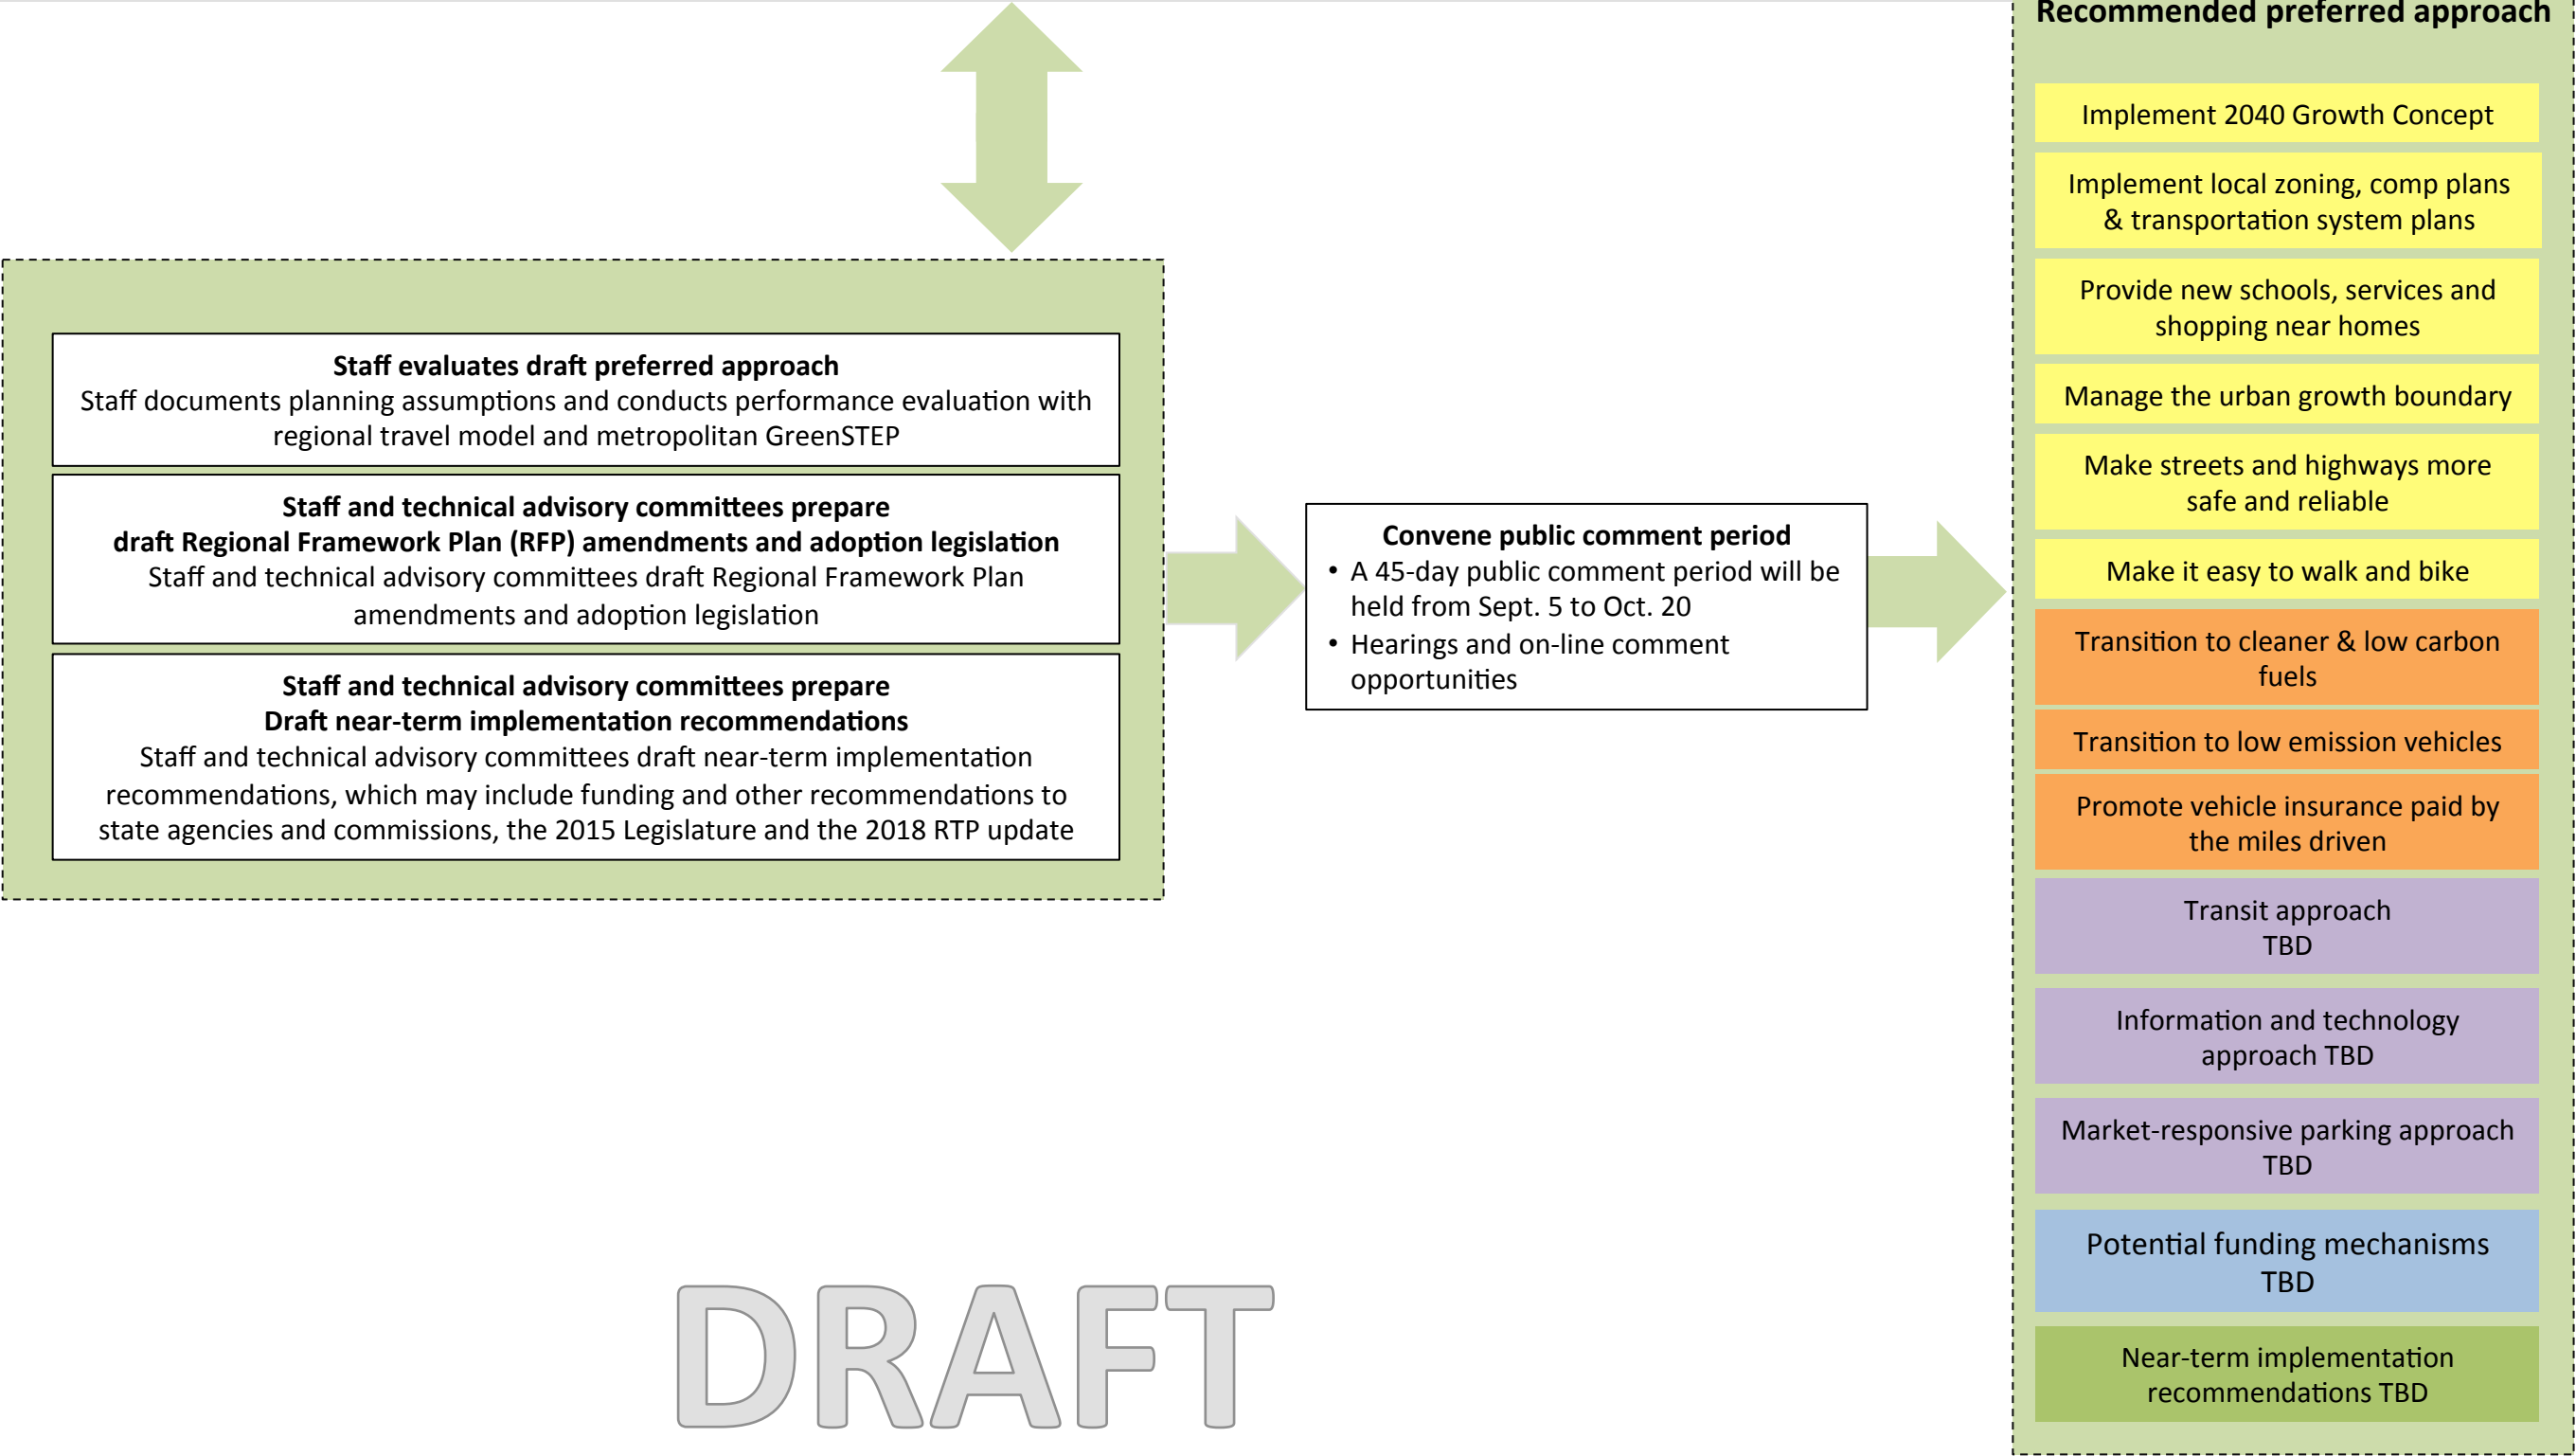 Staff evaluates draft preferred approach
Staff documents planning assumptions and conducts performance evaluation with
regional travel model and metropolitan GreenSTEP
Staff and technical advisory committees prepare
draft Regional Framework Plan (RFP) amendments and adoption legislation
Staff and technical advisory committees draft Regional Framework Plan
amendments and adoption legislation
Staff and technical advisory committees prepare
Draft near-term implementation recommendations
Staff and technical advisory committees draft near-term implementation
recommendations, which may include funding and other recommendations to
state agencies and commissions, the 2015 Legislature and the 2018 RTP update
Convene public comment period
• A 45-day public comment period will be
held from Sept. 5 to Oct. 20
• Hearings and on-line comment
opportunities
Recommended preferred approach
Implement 2040 Growth Concept
Implement local zoning, comp plans
& transportation system plans
Provide new schools, services and
shopping near homes
Manage the urban growth boundary
Make streets and highways more
safe and reliable
Make it easy to walk and bike
Transition to cleaner & low carbon
fuels
Transition to low emission vehicles
Promote vehicle insurance paid by
the miles driven
Transit approach
TBD
Information and technology
approach TBD
Market-responsive parking approach
TBD
Potential funding mechanisms
TBD
Near-term implementation
recommendations TBD
DRAFT